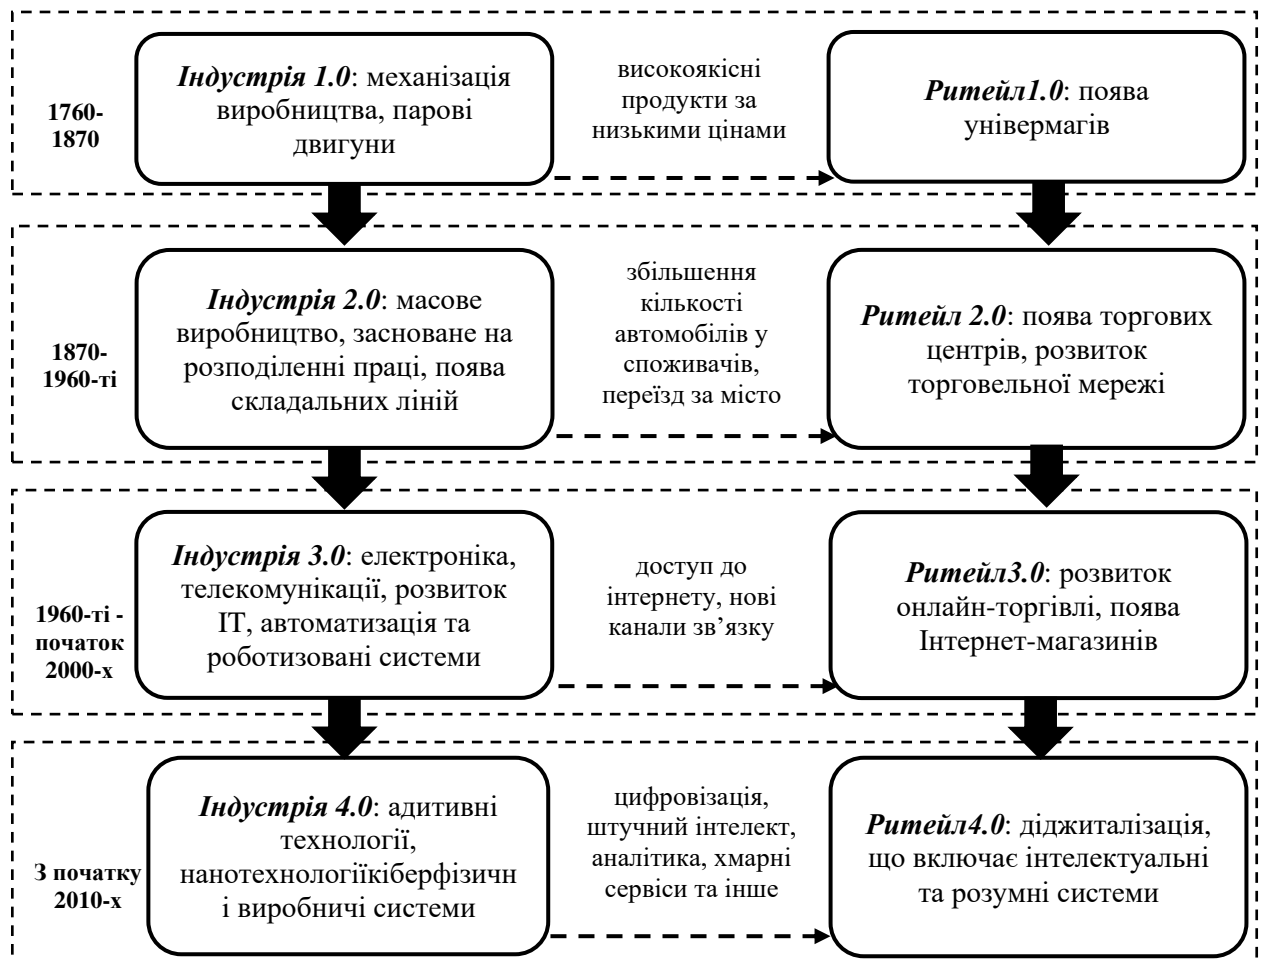 1760-
1870
Індустрія 1.0: механізація
виробництва, парові
двигуни
високоякісні
продукти за
низькими цінами
Ритейл1.0: поява
універмагів
1870-
1960-ті
Індустрія 2.0: масове
виробництво, засноване на
розподіленні праці, поява
складальних ліній
збільшення
кількості
автомобілів у
споживачів,
переїзд за місто
Ритейл 2.0: поява торгових
центрів, розвиток
торговельної мережі
1960-ті -
початок
2000-х
Індустрія 3.0: електроніка,
телекомунікації, розвиток
ІТ, автоматизація та
роботизовані системи
доступ до
інтернету, нові
канали зв’язку
Ритейл3.0: розвиток
онлайн-торгівлі, поява
Інтернет-магазинів
З початку
2010-х
Індустрія 4.0: адитивні
технології,
нанотехнологіїкіберфізичн
і виробничі системи
цифровізація,
штучний інтелект,
аналітика, хмарні
сервіси та інше
Ритейл4.0: діджиталізація,
що включає інтелектуальні
та розумні системи